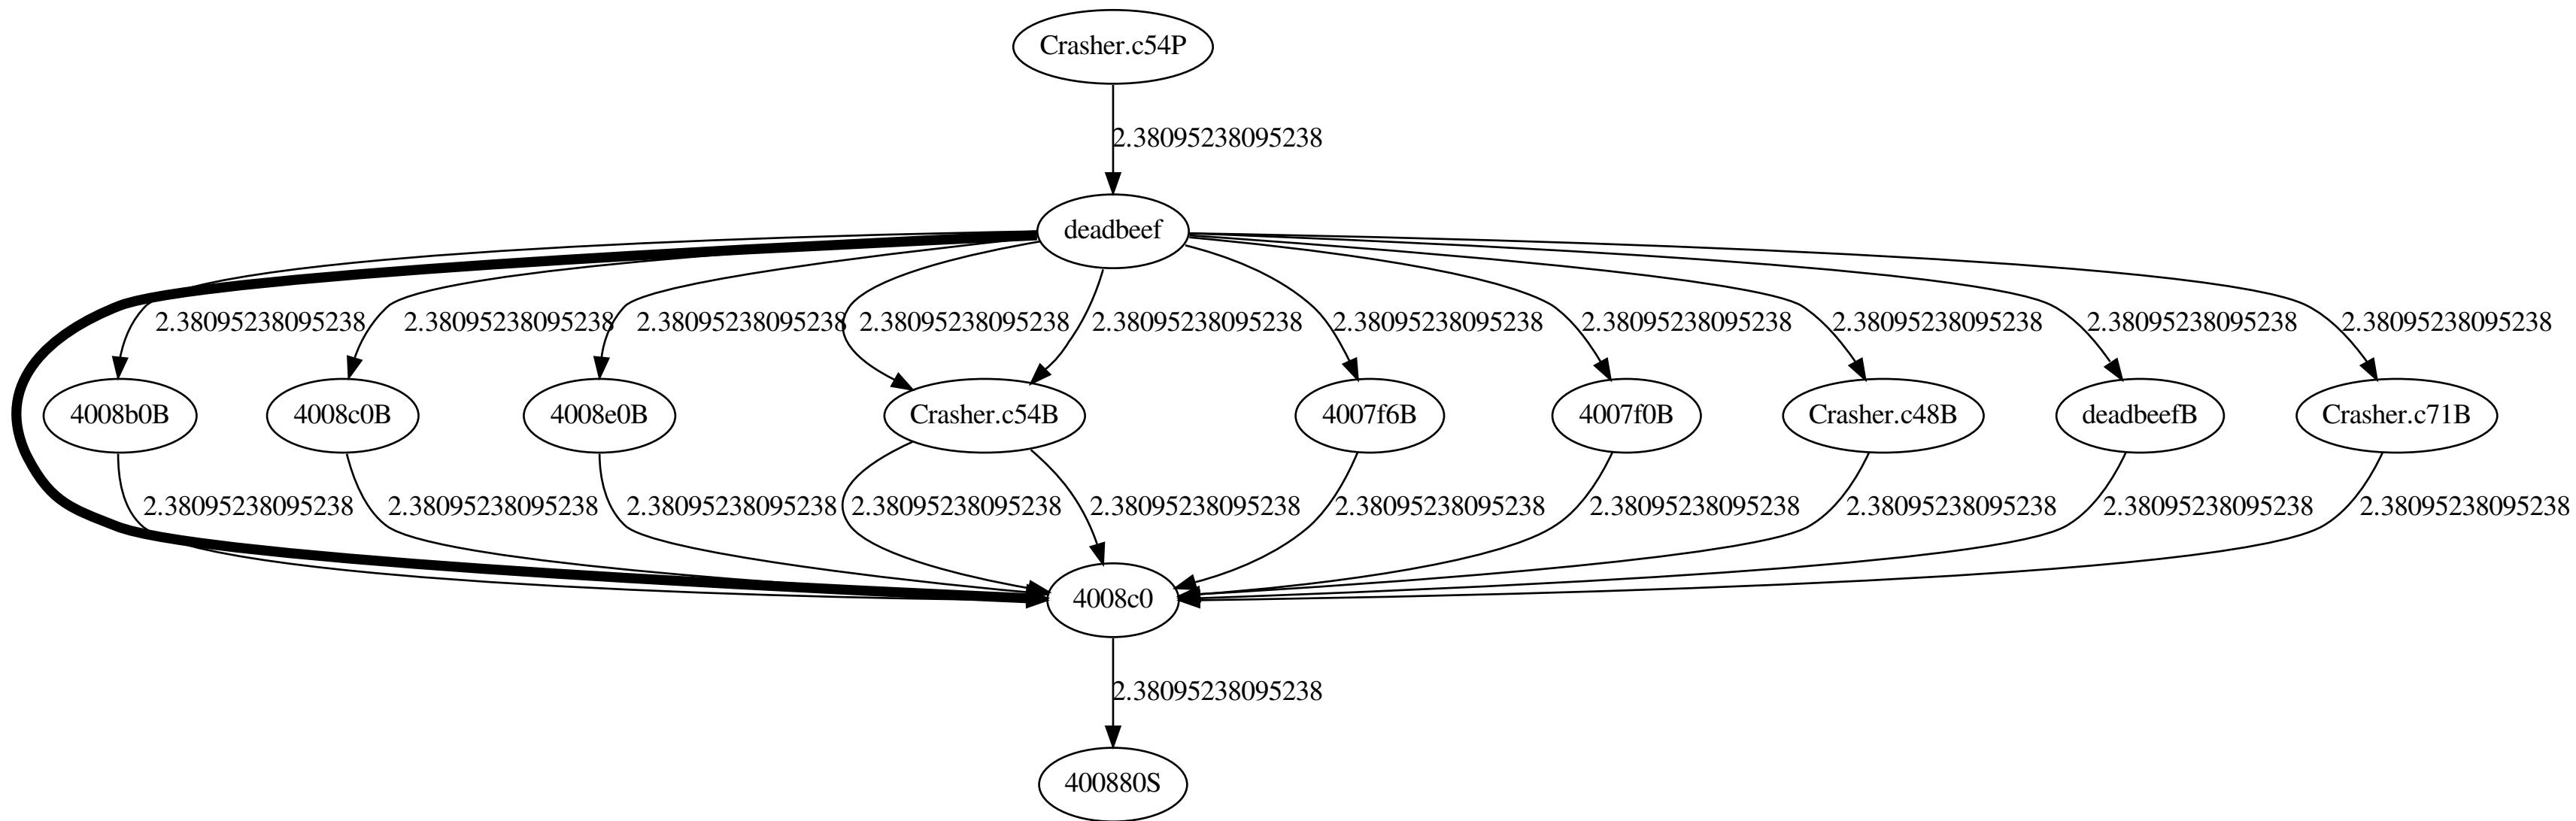 Crasher.c54P
2.38095238095238
deadbeef
2.38095238095238 2.38095238095238 2.38095238095238 2.38095238095238 2.38095238095238 2.38095238095238 2.38095238095238 2.38095238095238 2.38095238095238 2.38095238095238
4008b0B 4008c0B 4008e0B Crasher.c54B 4007f6B 4007f0B Crasher.c48B deadbeefB Crasher.c71B
2.38095238095238 2.38095238095238 2.38095238095238 2.38095238095238 2.38095238095238 2.38095238095238 2.38095238095238 2.38095238095238 2.38095238095238 2.38095238095238
4008c0
2.38095238095238
400880S